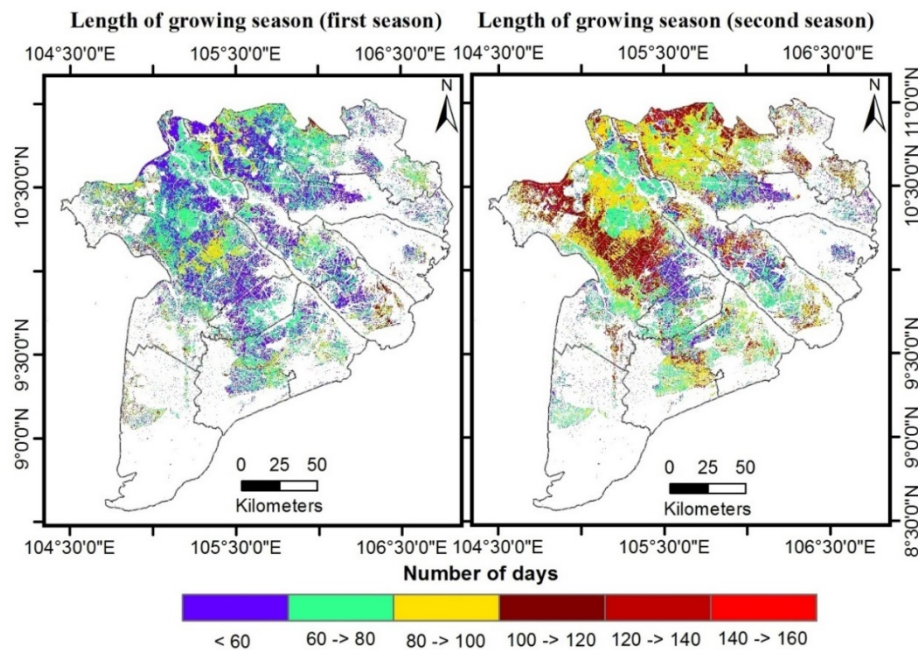 Length of growing season (first season)
Length of growing season (second season)
104°30'0"E 105°30'0"E 106°30'0"E
104°30'0"E 105°30'0"E 106°30'0"E
N
N
11°0'0"N
10°30'0"N
10°30'0"N
9°30'0"N
9°30'0"N
9°0'0"N
9°0'0"N
8°30'0"N
0 25 50
Kilometers
0 25 50
Kilometers
104°30'0"E 105°30'0"E 106°30'0"E
104°30'0"E 105°30'0"E 106°30'0"E
Number of days
< 60 60 -> 80 80 -> 100 100 -> 120 120 -> 140 140 -> 160